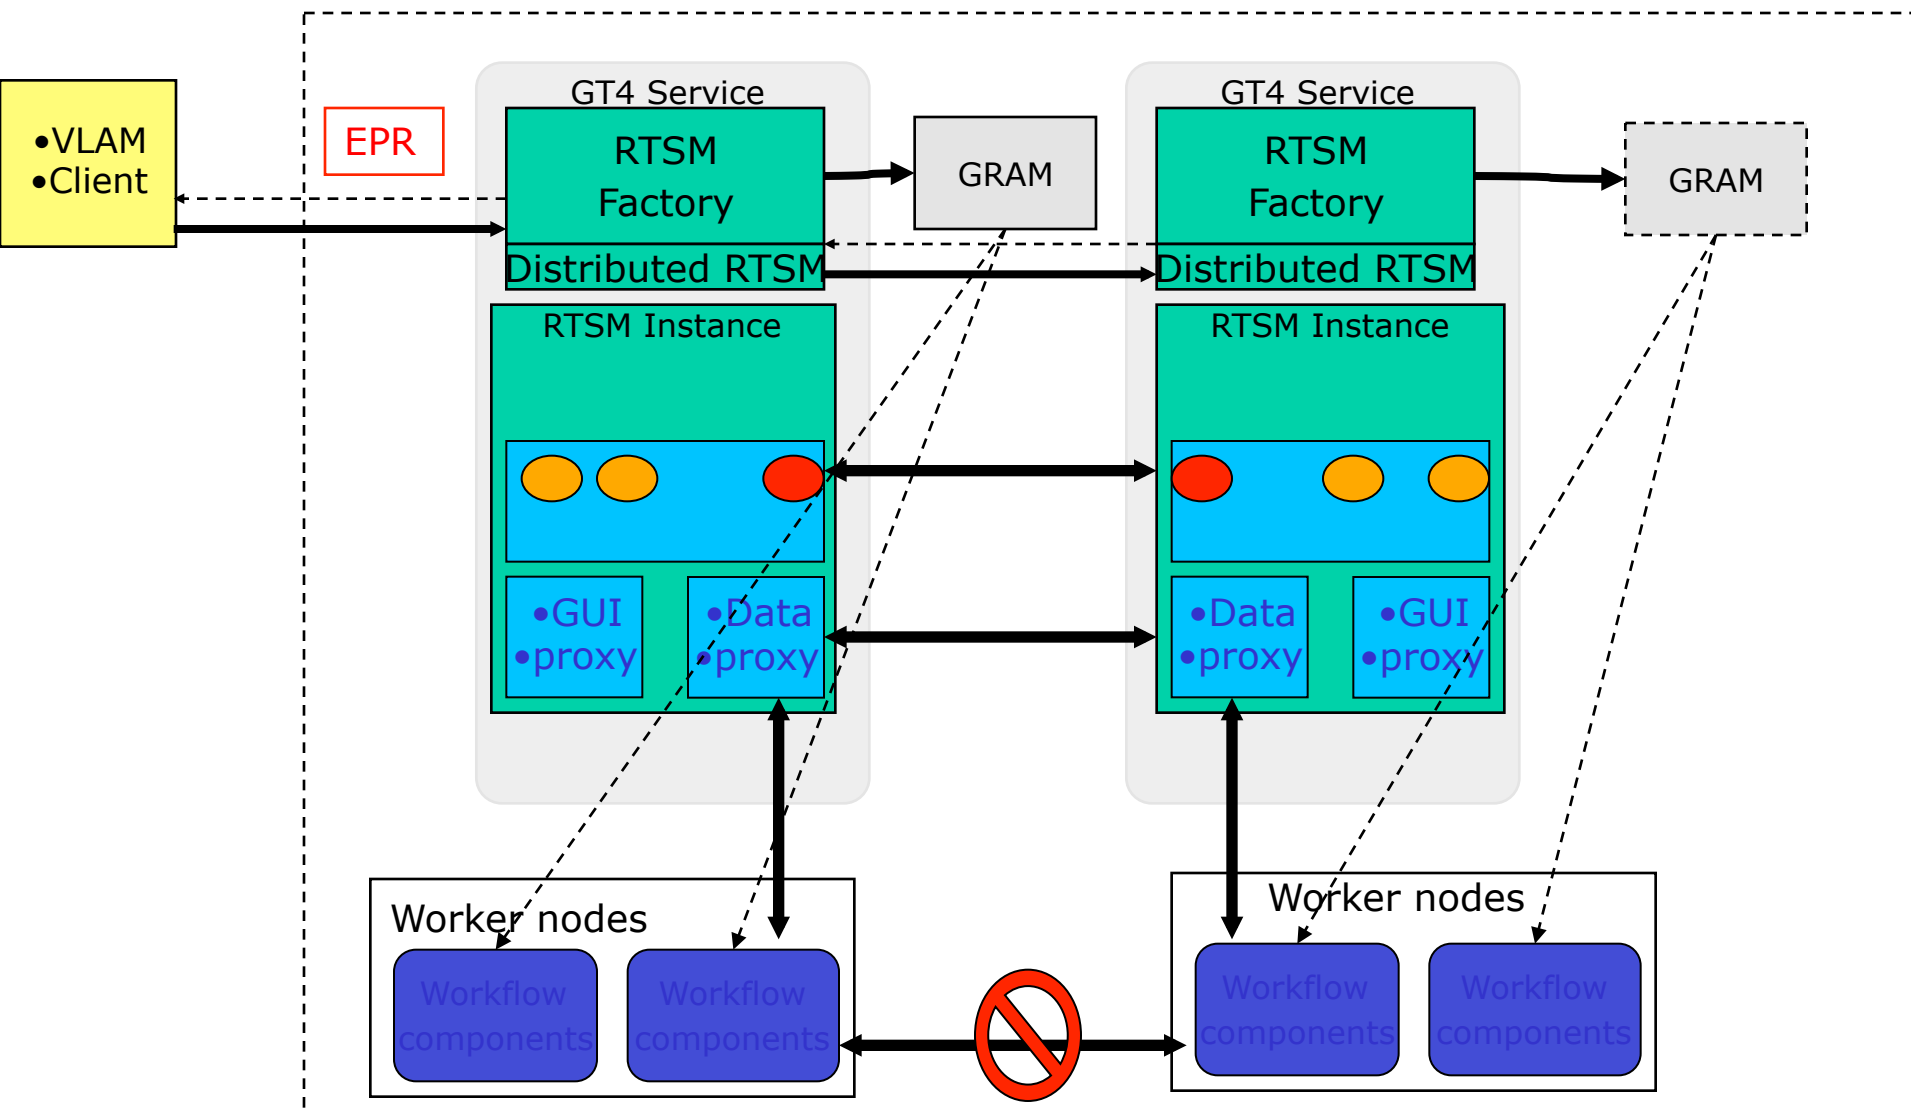 •VLAM
•Client
EPR
GT4 Service
RTSM
Factory
Distributed RTSM
RTSM Instance
•GUI
•proxy
•Data
•proxy
GRAM
GT4 Service
RTSM
Factory
Distributed RTSM
RTSM Instance
•Data
•proxy
•GUI
•proxy
GRAM
Worker nodes
Workflow
components
Workflow
components
Worker nodes
Workflow
components
Workflow
components